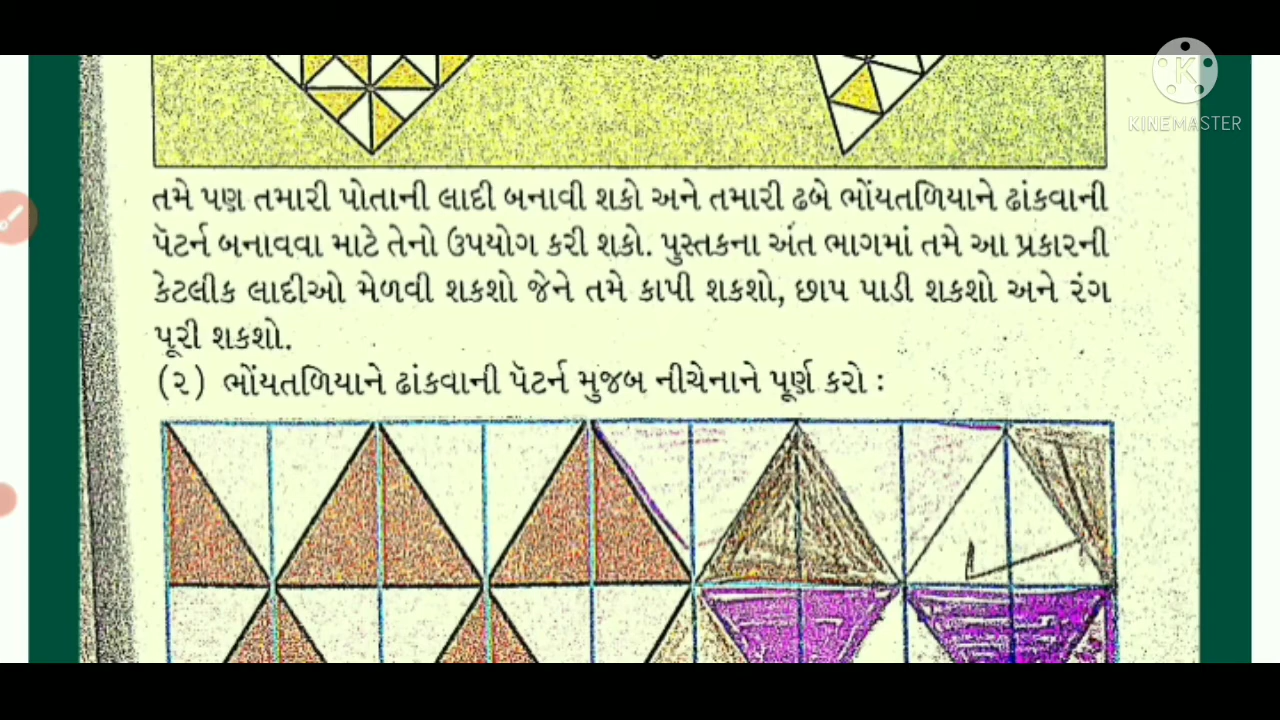 KINEMASTER
તમે પણ તમારી પોતાની લાદી બનાવી શકો અને તમારી ઢબે ભોંયતળિયાને ઢાંકવાની
પૅટર્ન બનાવવા માટે તેનો ઉપયોગ કરી શકો. પુસ્તકના અંત ભાગમાં તમે આ પ્રકારની
કેટલીક લાદીઓ મેળવી શકશો જેને તમે કાપી શકશો, છાપ પાડી શકશો અને રંગ
પૂરી શકશો.
(૨) ભોંયતળિયાને ઢાંકવાની પૅટર્ન મુજબ નીચેનાને પૂર્ણ કરો :